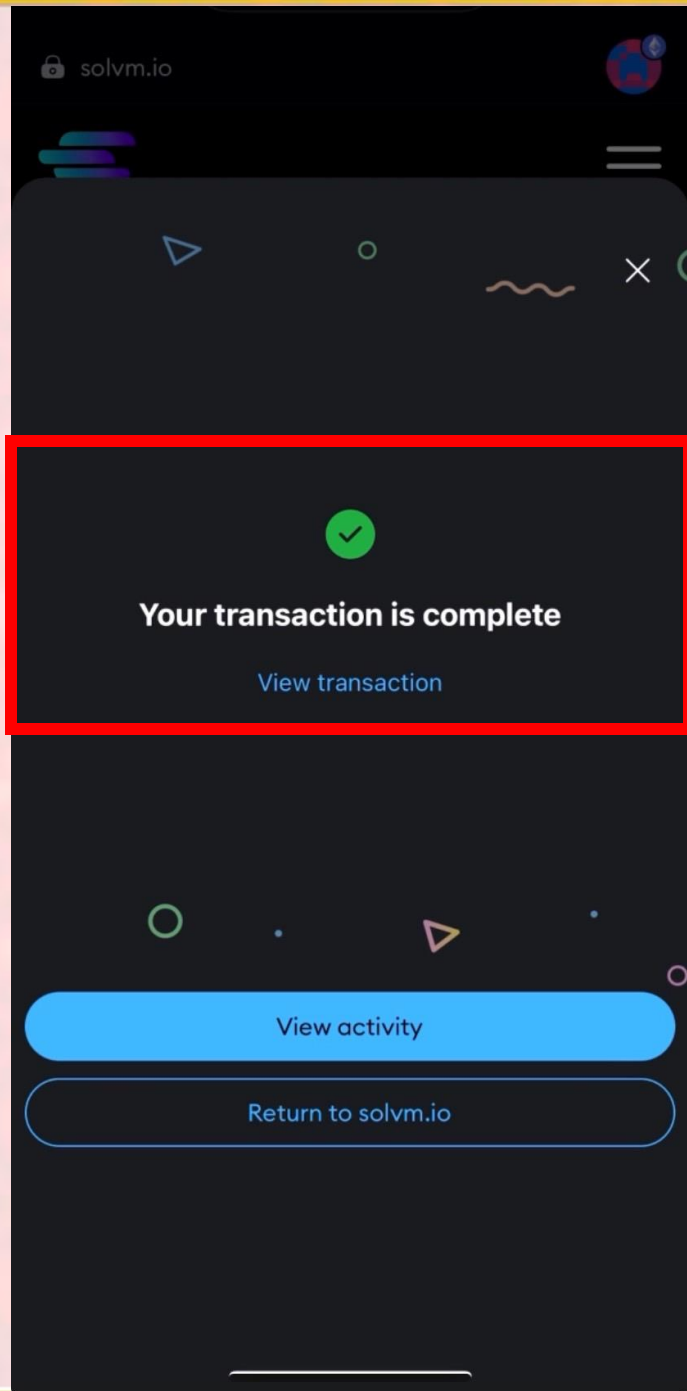 solvm.io
Your transaction is complete
View transaction
View activity
Return to solvm.io